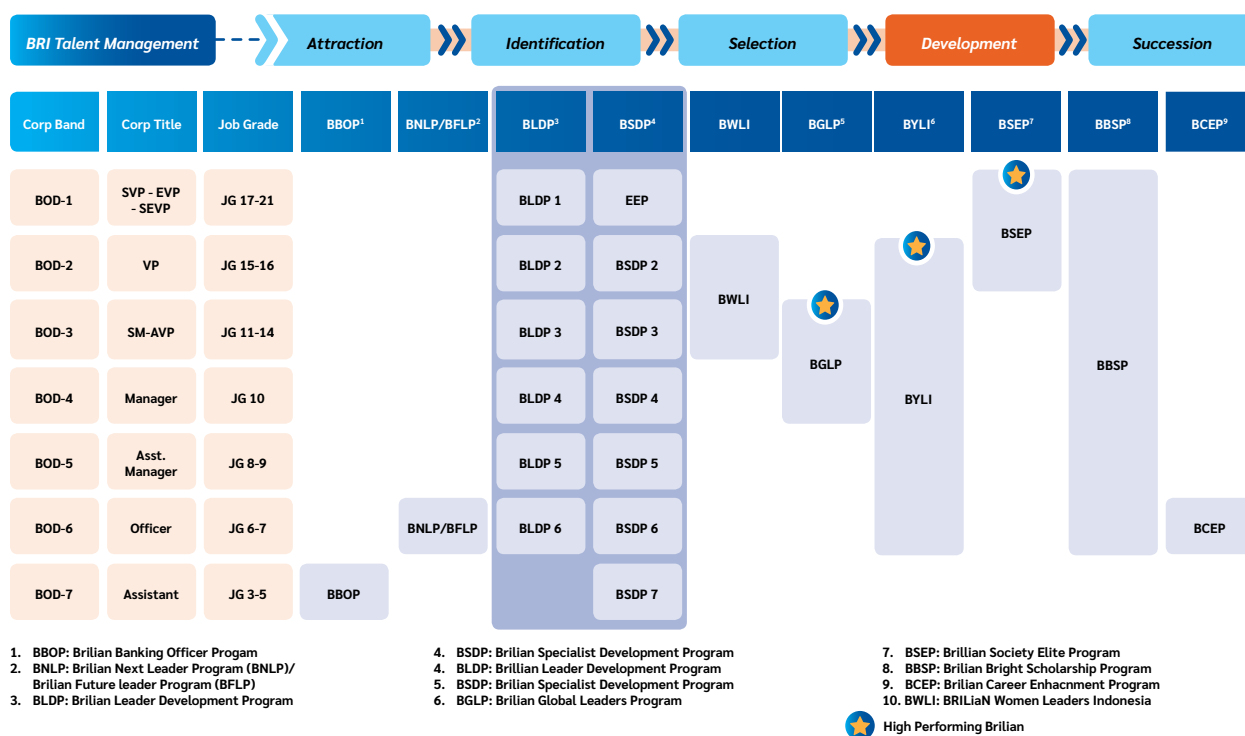 BRI Talent Management
Attraction
Identification
Selection
Development
Succession
Corp Band
Corp Title
Job Grade
BBOP¹
BNLP/BFLP²
BLDP³
BSDP⁴
BWLI
BGLP⁵
BYLI⁶
BSEP⁷
BBSP⁸
BCEP⁹
BOD-1
SVP - EVP
- SEVP
JG 17-21
BLDP 1
EEP
BSEP
BOD-2
VP
JG 15-16
BLDP 2
BSDP 2
BWLI
BOD-3
SM-AVP
JG 11-14
BLDP 3
BSDP 3
BGLP
BBSP
BOD-4
Manager
JG 10
BLDP 4
BSDP 4
BYLI
BOD-5
Asst.
Manager
JG 8-9
BLDP 5
BSDP 5
BOD-6
Officer
JG 6-7
BNLP/BFLP
BLDP 6
BSDP 6
BCEP
BOD-7
Assistant
JG 3-5
BBOP
BSDP 7
1. BBOP: Brilian Banking Officer Progam
2. BNLP: Brilian Next Leader Program (BNLP)/
Brilian Future leader Program (BFLP)
3. BLDP: Brilian Leader Development Program
4. BSDP: Brilian Specialist Development Program
4. BLDP: Brillian Leader Development Program
5. BSDP: Brilian Specialist Development Program
6. BGLP: Brilian Global Leaders Program
7. BSEP: Brillian Society Elite Program
8. BBSP: Brilian Bright Scholarship Program
9. BCEP: Brilian Career Enhacnment Program
10. BWLI: BRILiaN Women Leaders Indonesia
High Performing Brilian